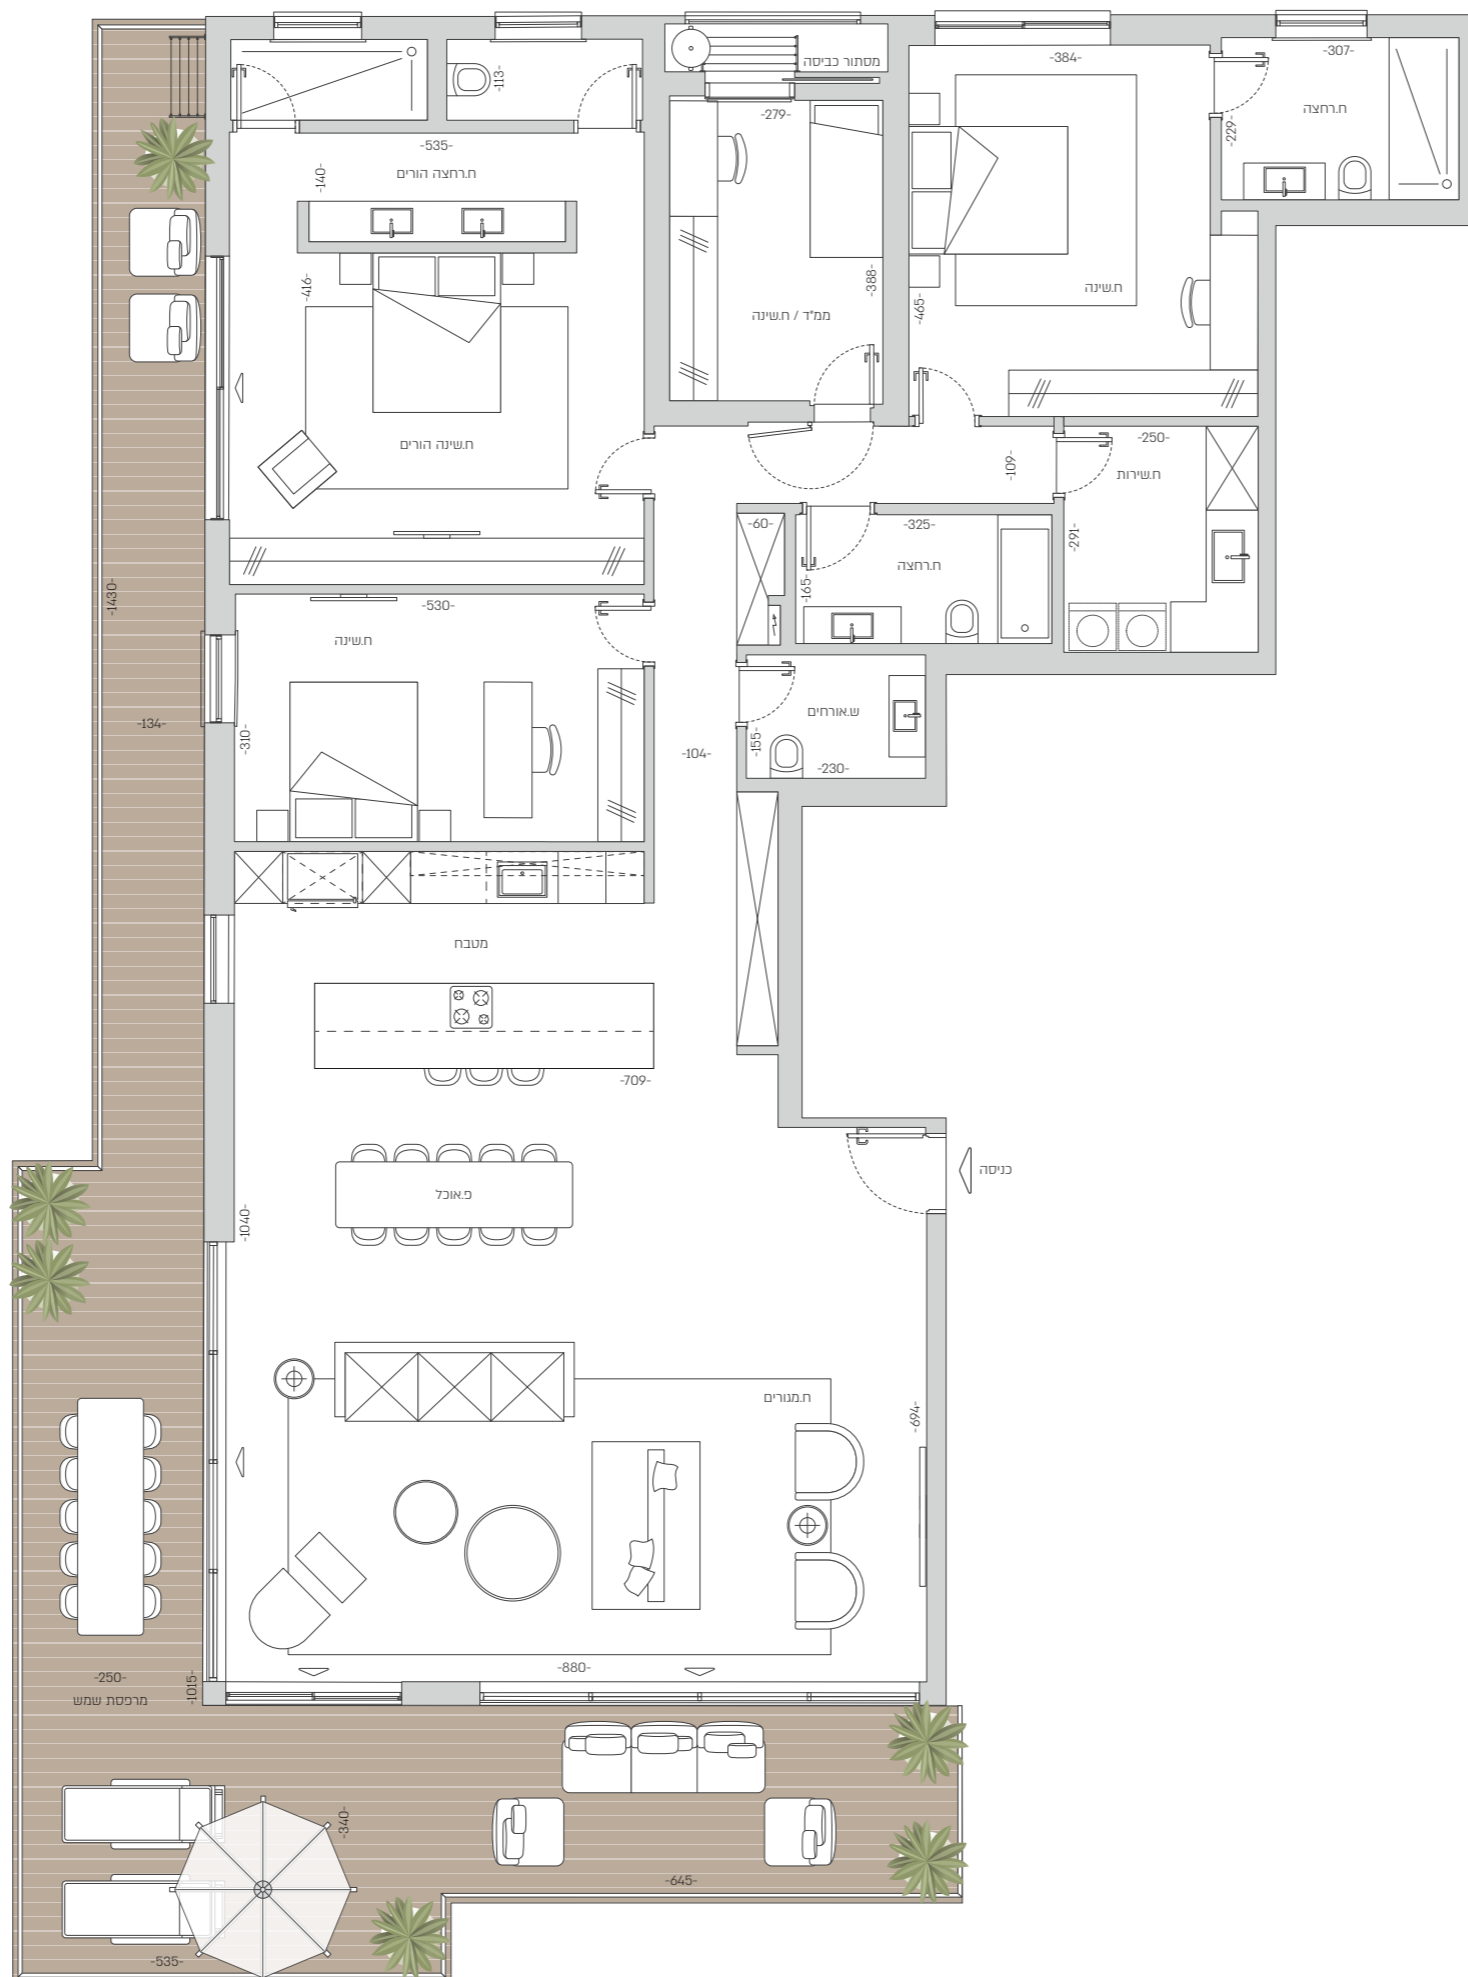 מסתור כביסה
-384-
-307-
-113-
-279-
ח.רחצה
-229-
-535-
ח.רחצה הורים
-140-
-416-
-388-
ח.שינה
-465-
ממ"ד / ח.שינה
ח.שינה הורים
-250-
ח.שירות
-109-
-60-
-325-
-291-
ח.רחצה
-165-
-1430-
-530-
ח.שינה
-134-
-310-
ש.אורחים
-155-
-104-
-230-
מטבח
-709-
כניסה
פ.אוכל
-1040-
ח.מגורים
-694-
-880-
-250-
מרפסת שמש
-1015-
-340-
-645-
-535-